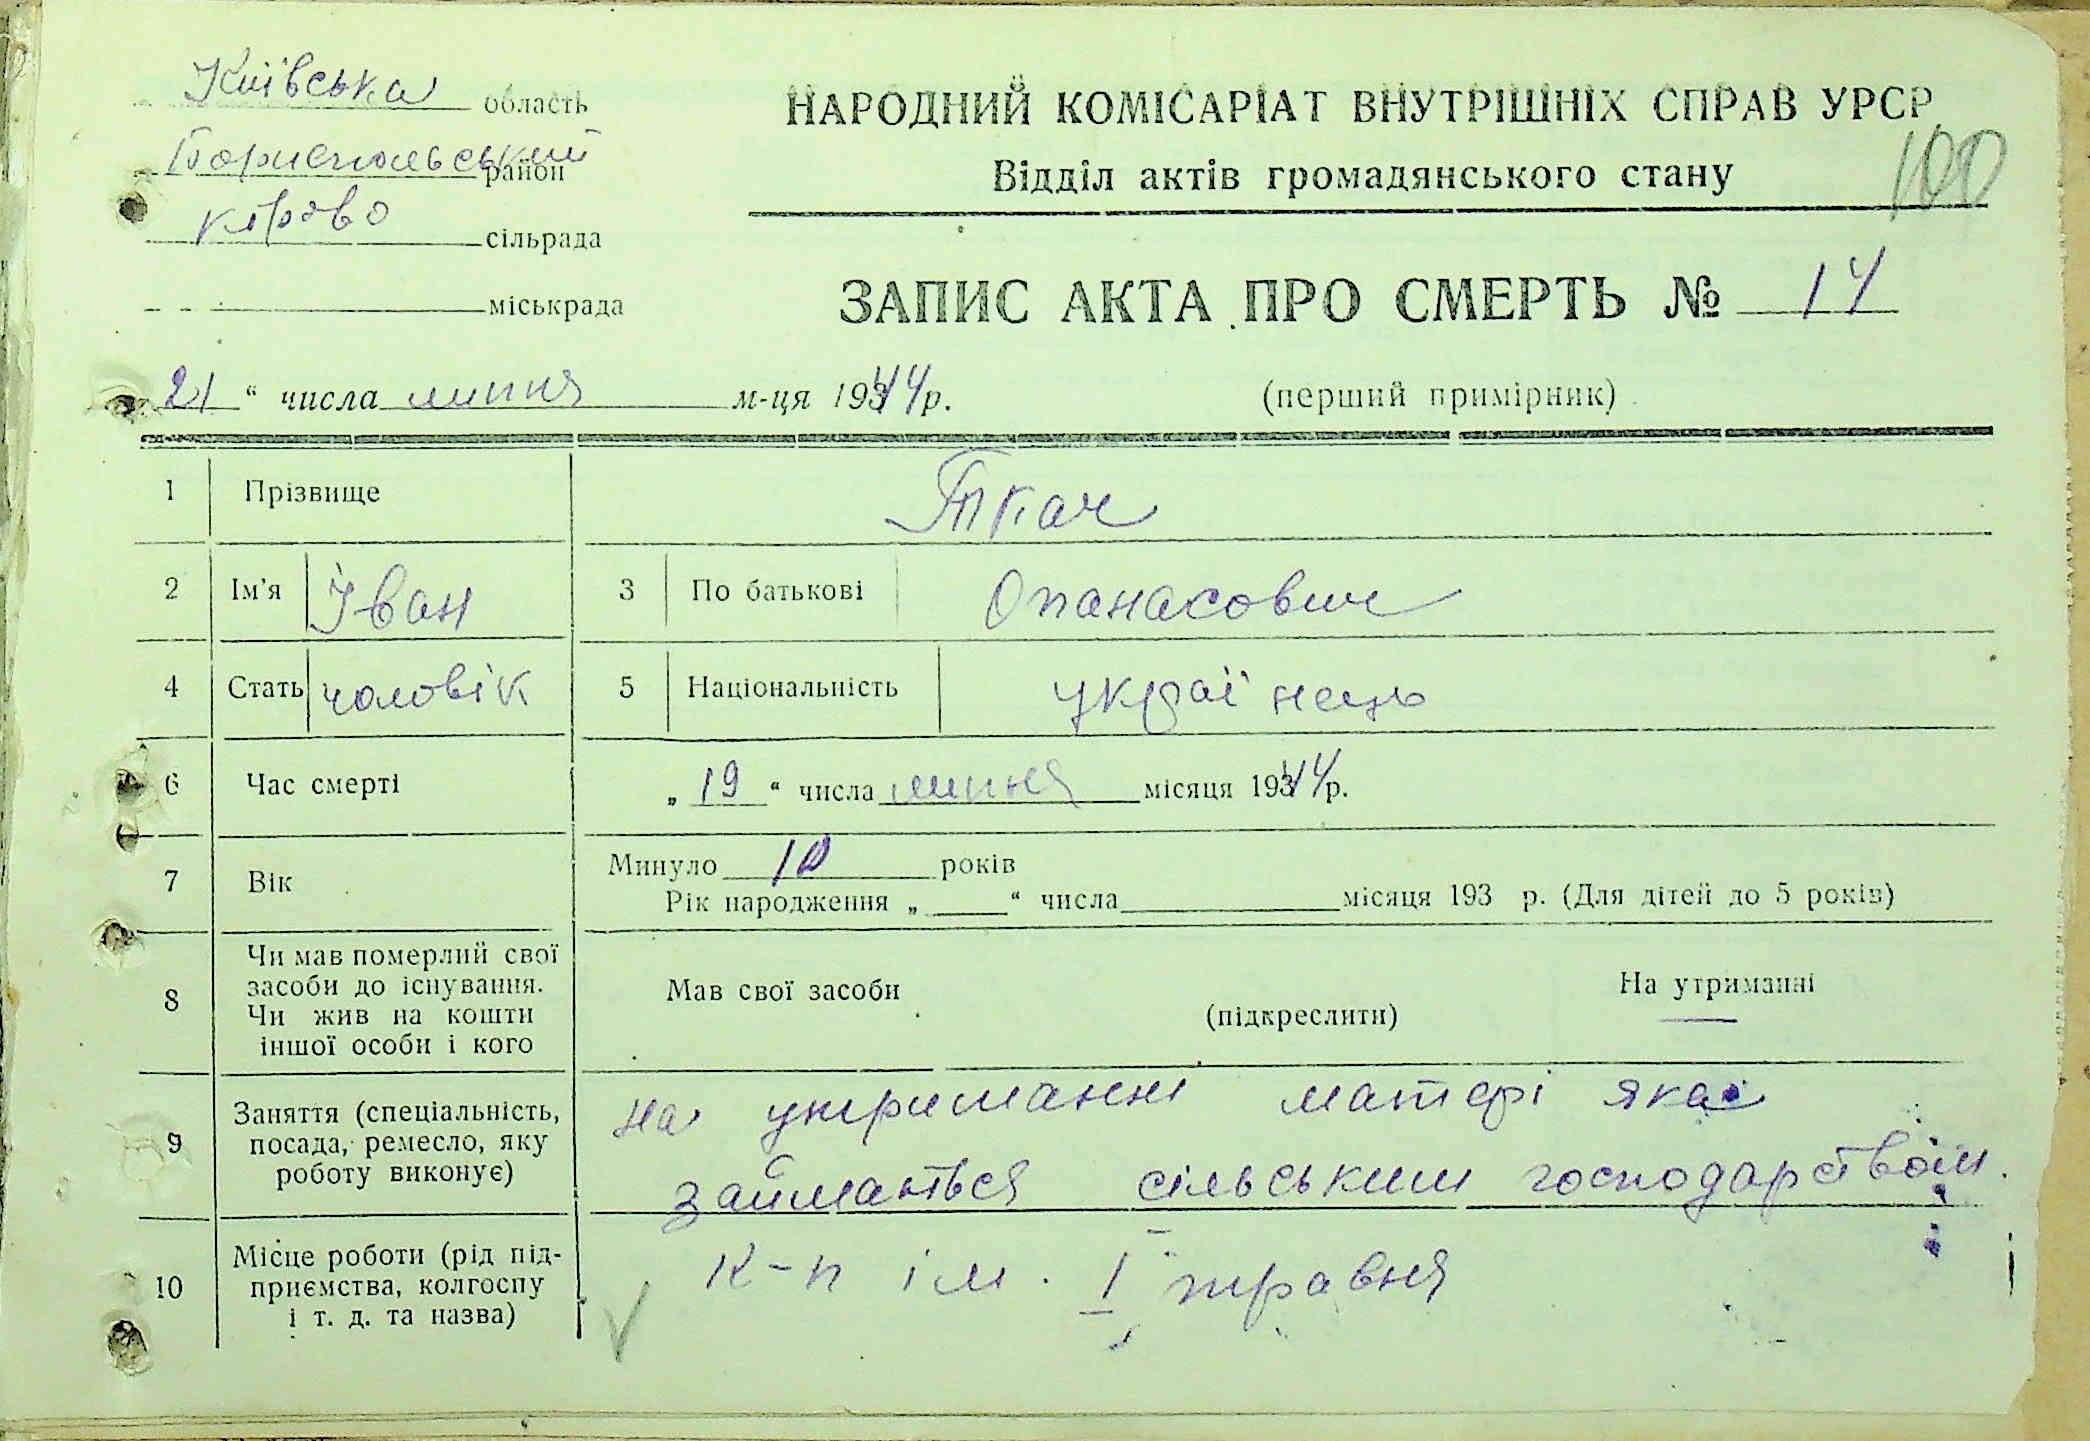 Київська область
НАРОДНИЙ КОМІСАРІАТ ВНУТРІШНІХ СПРАВ УРСР
Бориспольський район
Відділ актів громадянського стану
100
сільрада
міськрада
ЗАПИС АКТА ПРО СМЕРТЬ № 14
21 " числа липня м-ця 1944 р.
(перший примірник)
1 Прізвище Ткач
2 Ім'я Іван 3 По батькові Опанасович
4 Стать чоловік 5 Національність українець
6 Час смерті „ 19 " числа липня місяця 1944 р.
7 Вік Минуло 10 років
Рік народження „ " числа місяця 193 р. (Для дітей до 5 років)
8 Чи мав померлий свої
засоби до існування.
Чи жив на кошти
іншої особи і кого
Мав свої засоби (підкреслити) На утриманні
9 Заняття (спеціальність,
посада, ремесло, яку
роботу виконує)
на утриманні матері яка
займаться сільським господарством.
10 Місце роботи (рід під-
приємства, колгоспу
і т. д. та назва)
к-п ім. 1 травня